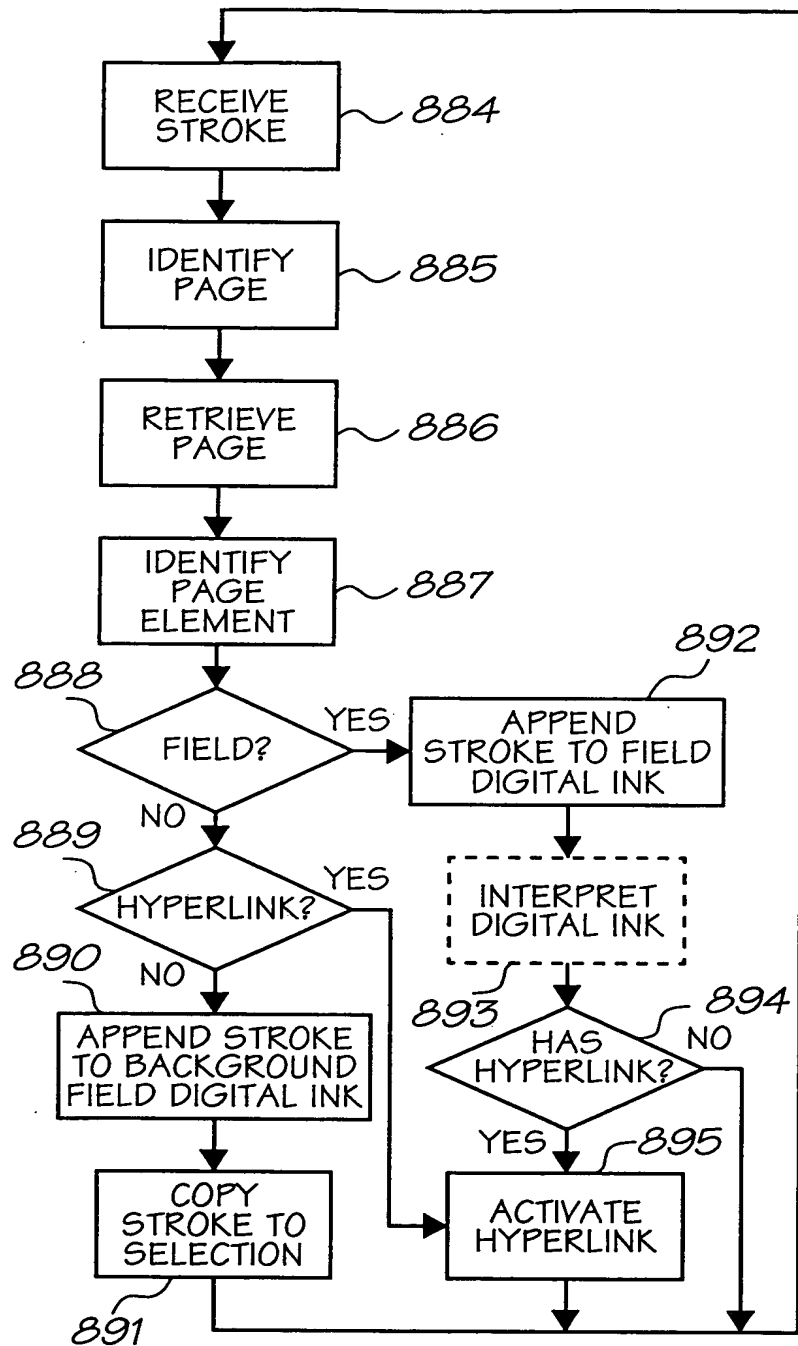 RECEIVE
STROKE
884
IDENTIFY
PAGE
885
RETRIEVE
PAGE
886
IDENTIFY
PAGE
ELEMENT
887
888
FIELD?
YES
NO
892
APPEND
STROKE TO FIELD
DIGITAL INK
889
HYPERLINK?
YES
NO
INTERPRET
DIGITAL INK
893
890
APPEND STROKE
TO BACKGROUND
FIELD DIGITAL INK
894
HAS
HYPERLINK?
NO
YES
895
COPY
STROKE TO
SELECTION
891
ACTIVATE
HYPERLINK